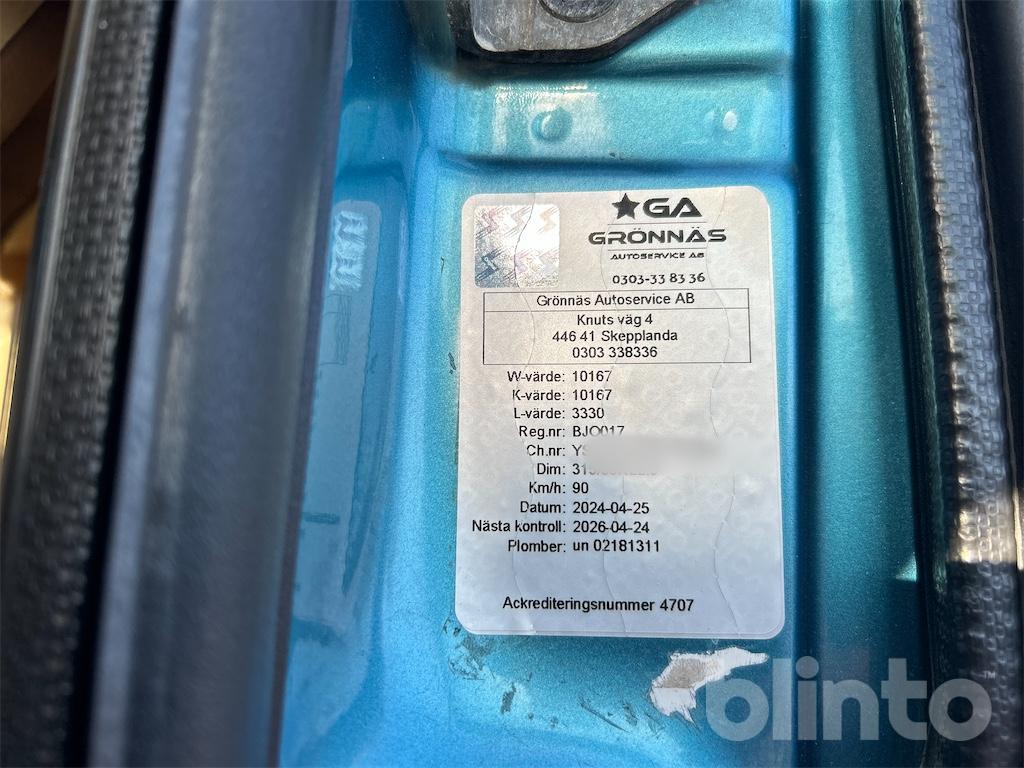 GA
GRÖNNÄS
AUTOSERVICE AB
0303-33 83 36
Grönnäs Autoservice AB
Knuts väg 4
446 41 Skepplanda
0303 338336
W-värde: 10167
K-värde: 10167
L-värde: 3330
Reg.nr: BJO017
Ch.nr:
Dim:
Km/h: 90
Datum: 2024-04-25
Nästa kontroll: 2026-04-24
Plomber: un 02181311
Ackrediteringsnummer 4707
blinto™